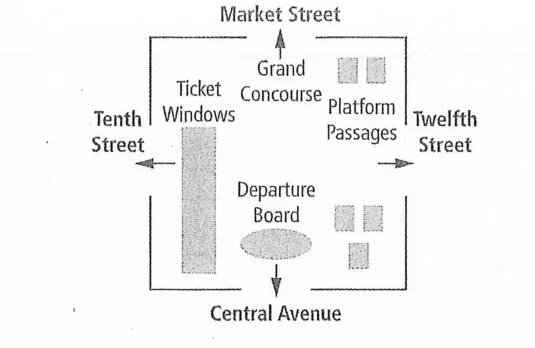 Market Street
Grand
Concourse
Ticket
Windows
Platform
Passages
Tenth
Street
Twelfth
Street
Departure
Board
Central Avenue